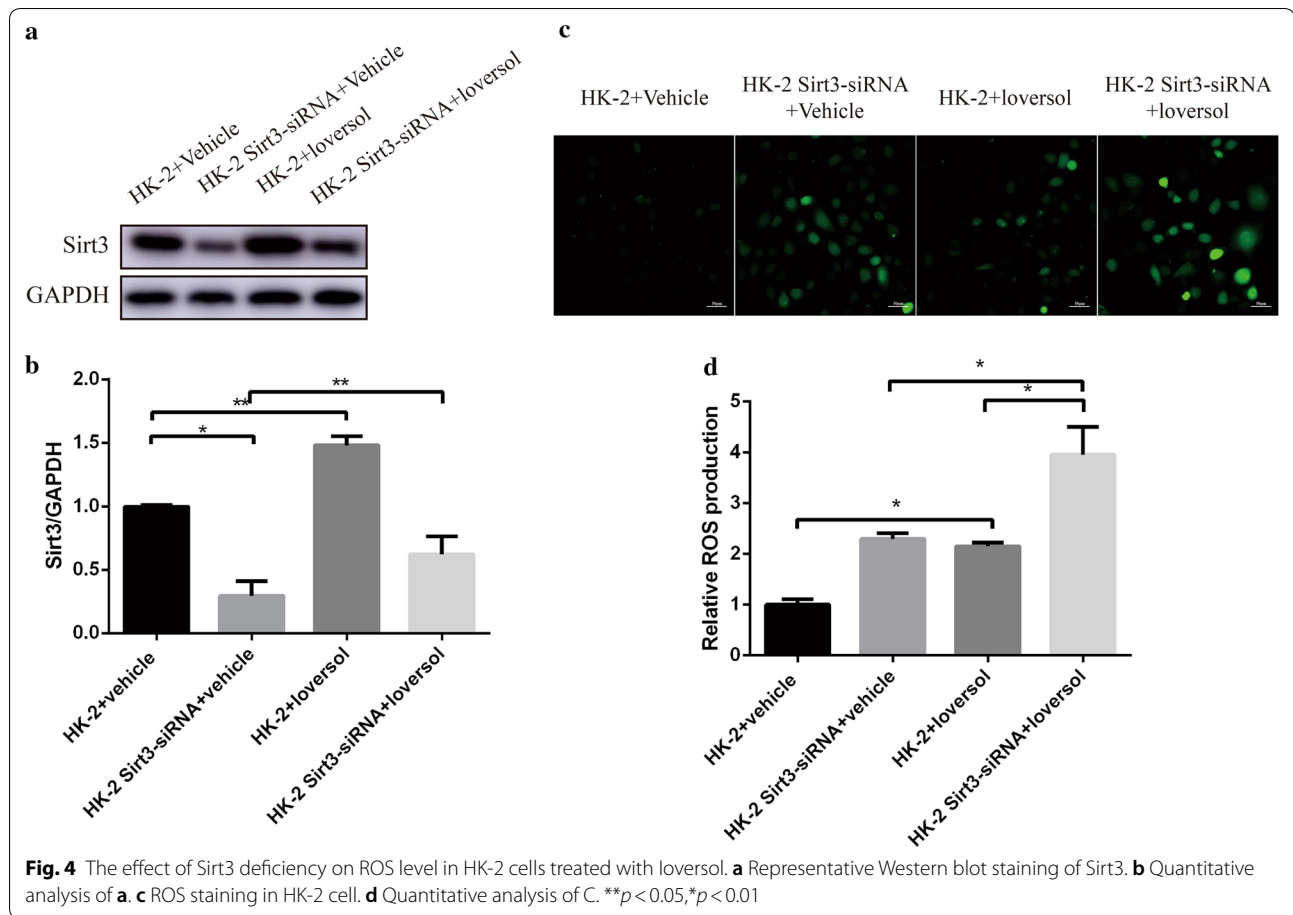 a
HK-2+Vehicle
HK-2 Sirt3-siRNA+Vehicle
HK-2+loversol
HK-2 Sirt3-siRNA+loversol
Sirt3
GAPDH
c
HK-2+Vehicle
HK-2 Sirt3-siRNA
+Vehicle
HK-2+loversol
HK-2 Sirt3-siRNA
+loversol
b
Sirt3/GAPDH
2.0
1.5
1.0
0.5
0.0
**
**
*
HK-2+vehicle
HK-2 Sirt3-siRNA+vehicle
HK-2+loversol
HK-2 Sirt3-siRNA+loversol
d
Relative ROS production
5
4
3
2
1
0
*
*
*
HK-2+vehicle
HK-2 Sirt3-siRNA+vehicle
HK-2+loversol
HK-2 Sirt3-siRNA+loversol
Fig. 4 The effect of Sirt3 deficiency on ROS level in HK-2 cells treated with loversol. a Representative Western blot staining of Sirt3. b Quantitative
analysis of a. c ROS staining in HK-2 cell. d Quantitative analysis of C. **p < 0.05,*p < 0.01